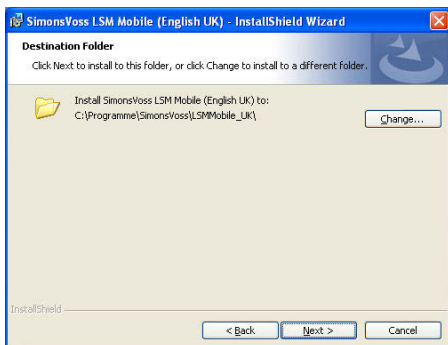 SimonsVoss LSM Mobile (English UK) - InstallShield Wizard
Destination Folder
Click Next to install to this folder, or click Change to install to a different folder.
Install SimonsVoss LSM Mobile (English UK) to:
C:\Programme\SimonsVoss\LSMMobile_UK\
Change...
InstallShield
< Back
Next >
Cancel